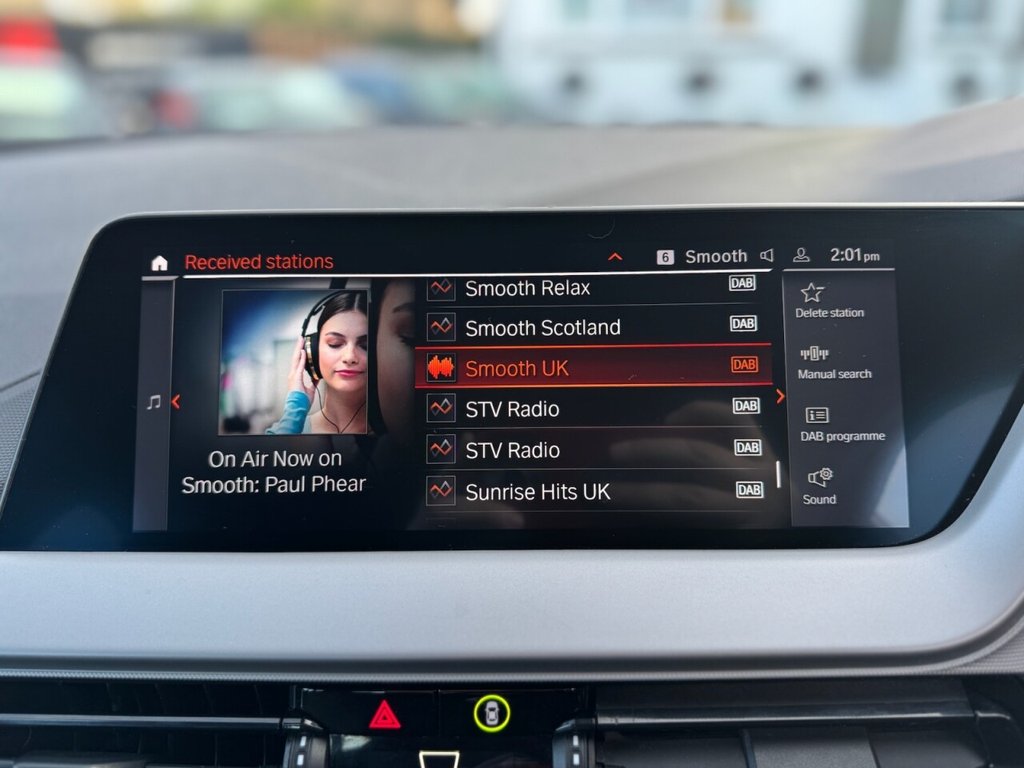 Received stations
6 Smooth 2:01pm
Smooth Relax DAB
Smooth Scotland DAB
Smooth UK DAB
STV Radio DAB
STV Radio DAB
Sunrise Hits UK DAB
On Air Now on
Smooth: Paul Phear
Delete station
Manual search
DAB programme
Sound